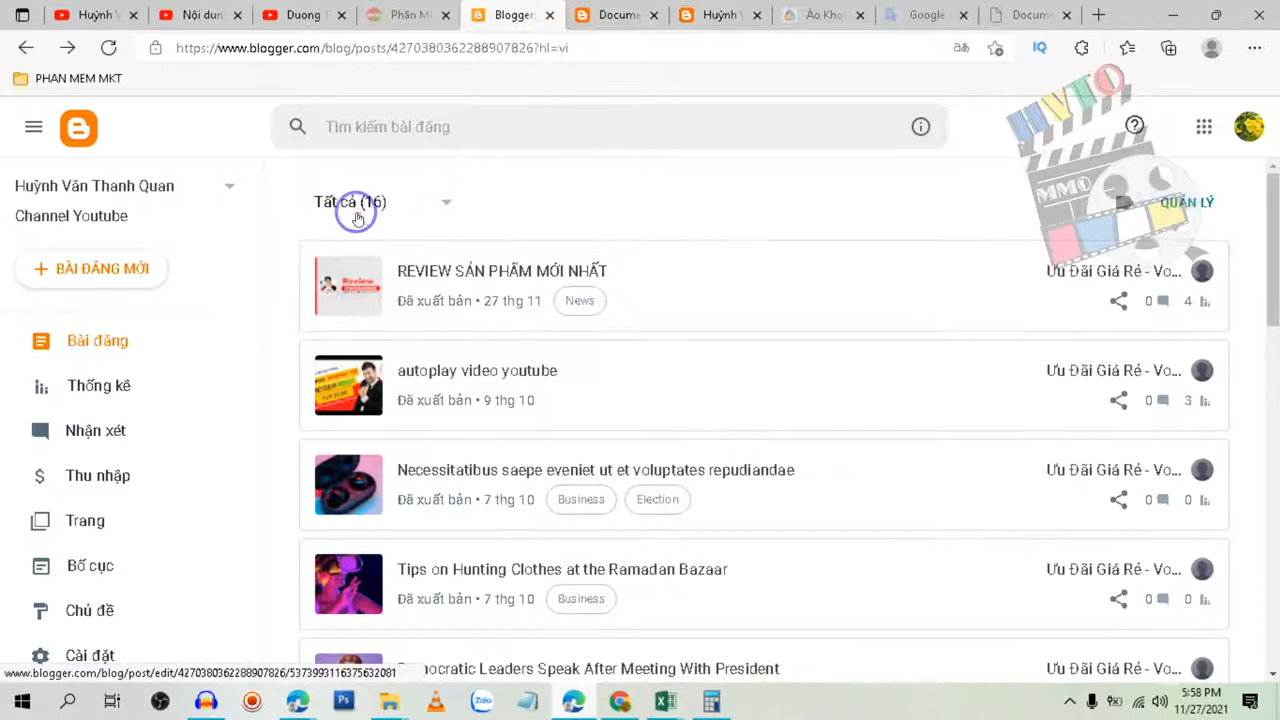 Huỳnh V
Nội dun
Duong T
Phần M
Blogger:
Docume
Huỳnh V
Áo Kho
Google
Docum
https://www.blogger.com/blog/posts/4270380362288907826?hl=vi
PHAN MEM MKT
Tìm kiếm bài đăng
HVTQ
MMO
Huỳnh Văn Thanh Quan
Channel Youtube
BÀI ĐĂNG MỚI
Bài đăng
Thống kê
Nhận xét
Thu nhập
Trang
Bố cục
Chủ đề
Cài đặt
Tất cả (16)
QUẢN LÝ
REVIEW SẢN PHẨM MỚI NHẤT
Ưu Đãi Giá Rẻ - Vo...
Đã xuất bản • 27 thg 11 News
0 4
autoplay video youtube
Ưu Đãi Giá Rẻ - Vo...
Đã xuất bản • 9 thg 10
0 3
Necessitatibus saepe eveniet ut et voluptates repudiandae
Ưu Đãi Giá Rẻ - Vo...
Đã xuất bản • 7 thg 10 Business Election
0 0
Tips on Hunting Clothes at the Ramadan Bazaar
Ưu Đãi Giá Rẻ - Vo...
Đã xuất bản • 7 thg 10 Business
0 0
mocratic Leaders Speak After Meeting With President
Ưu Đãi Giá Rẻ - Vo...
www.blogger.com/blog/post/edit/4270380362288907826/5373993116375632081
5:58 PM
11/27/2021